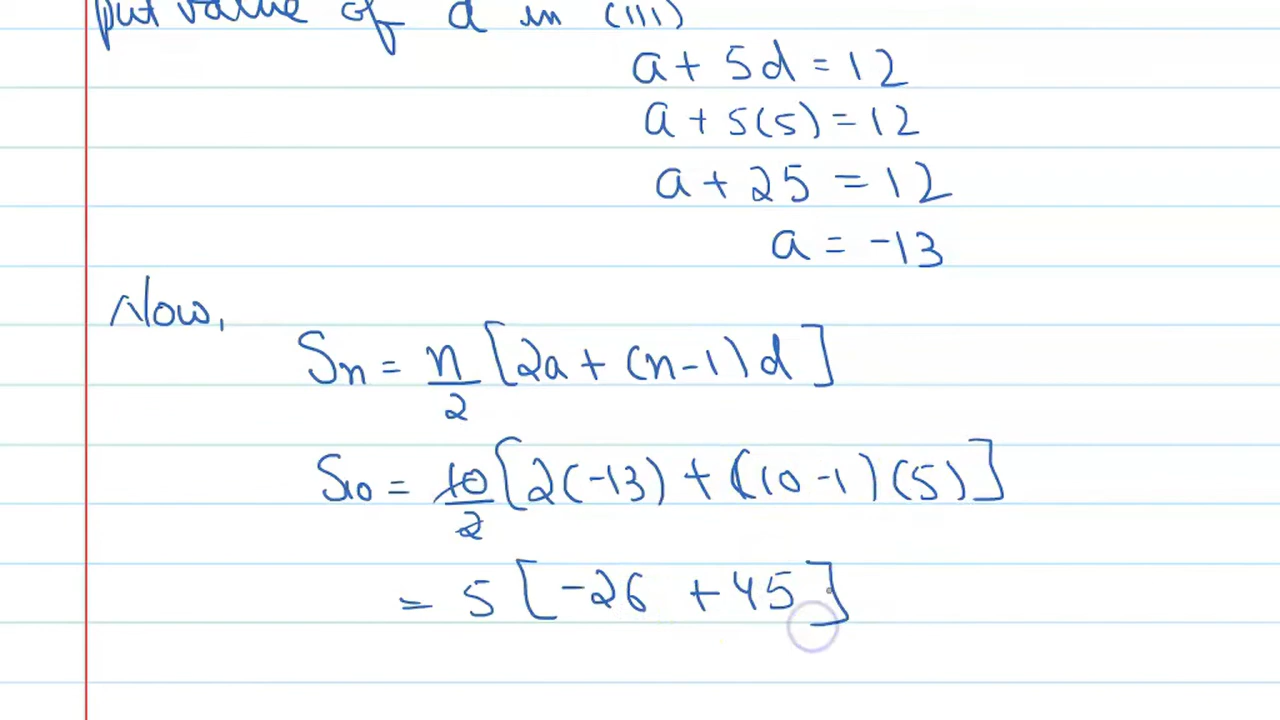 put value of d in (III)
a + 5d = 12
a + 5(5) = 12
a + 25 = 12
a = -13
Now,
Sn = n/2 [2a + (n-1)d]
S10 = 10/2 [2(-13) + (10-1)(5)]
= 5 [-26 + 45]